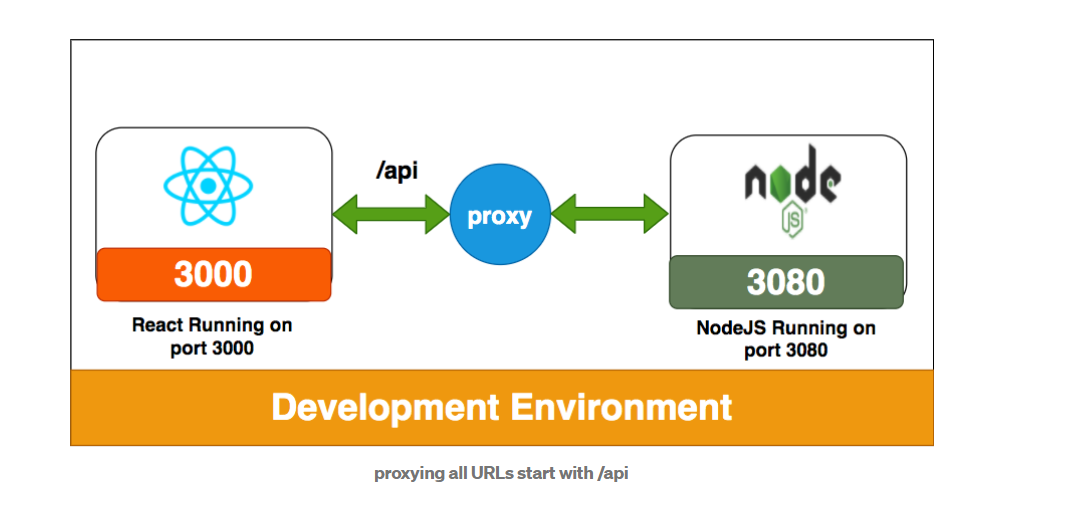 /api
node
JS
proxy
3000
3080
React Running on
port 3000
NodeJS Running on
port 3080
Development Environment
proxying all URLs start with /api